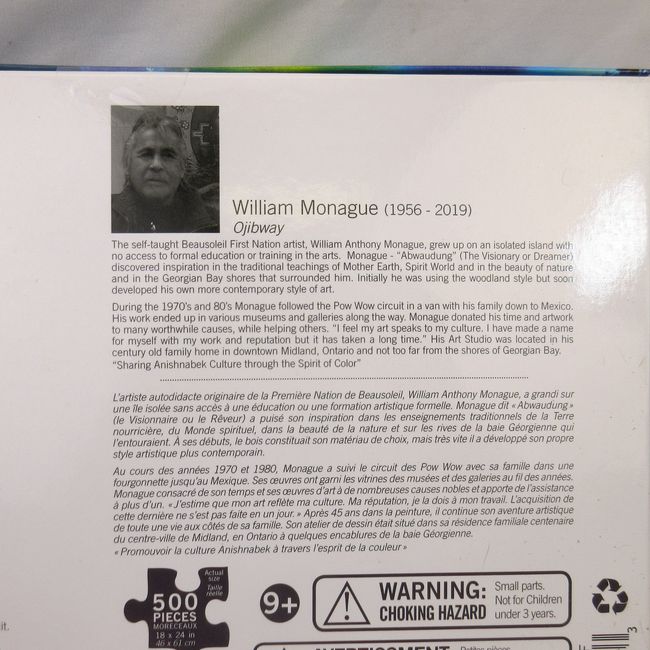 William Monague (1956 - 2019)
Ojibway
The self-taught Beausoleil First Nation artist, William Anthony Monague, grew up on an isolated island with
no access to formal education or training in the arts. Monague - "Abwaudung" (The Visionary or Dreamer)
discovered inspiration in the traditional teachings of Mother Earth, Spirit World and in the beauty of nature
and in the Georgian Bay shores that surrounded him. Initially he was using the woodland style but soon
developed his own more contemporary style of art.
During the 1970's and 80's Monague followed the Pow Wow circuit in a van with his family down to Mexico.
His work ended up in various museums and galleries along the way. Monague donated his time and artwork
to many worthwhile causes, while helping others. "I feel my art speaks to my culture. I have made a name
for myself with my work and reputation but it has taken a long time." His Art Studio was located in his
century old family home in downtown Midland, Ontario and not too far from the shores of Georgian Bay.
"Sharing Anishnabek Culture through the Spirit of Color"
L'artiste autodidacte originaire de la Première Nation de Beausoleil, William Anthony Monague, a grandi sur
une île isolée sans accès à une éducation ou une formation artistique formelle. Monague dit « Abwaudung »
(le Visionnaire ou le Rêveur) a puisé son inspiration dans les enseignements traditionnels de la Terre
nourricière, du Monde spirituel, dans la beauté de la nature et sur les rives de la baie Géorgienne qui
l'entouraient. À ses débuts, le bois constituait son matériau de choix, mais très vite il a développé son propre
style artistique plus contemporain.
Au cours des années 1970 et 1980, Monague a suivi le circuit des Pow Wow avec sa famille dans une
fourgonnette jusqu'au Mexique. Ses œuvres ont garni les vitrines des musées et des galeries au fil des années.
Monague consacré de son temps et ses œuvres d'art à de nombreuses causes nobles et apporte de l'assistance
à plus d'un. « J'estime que mon art reflète ma culture. Ma réputation, je la dois à mon travail. L'acquisition de
cette dernière ne s'est pas faite en un jour. » Après 45 ans dans la peinture, il continue son aventure artistique
de toute une vie aux côtés de sa famille. Son atelier de dessin était situé dans sa résidence familiale centenaire
du centre-ville de Midland, en Ontario à quelques encablures de la baie Géorgienne.
« Promouvoir la culture Anishnabek à travers l'esprit de la couleur »
Actual
size
Taille
réelle
500
PIECES
MORCEAUX
18 x 24 in
46 x 61 cm
9+
WARNING:
CHOKING HAZARD
Small parts.
Not for Children
under 3 years.
it.
AVERTISSEMENT
Petites pièces
3